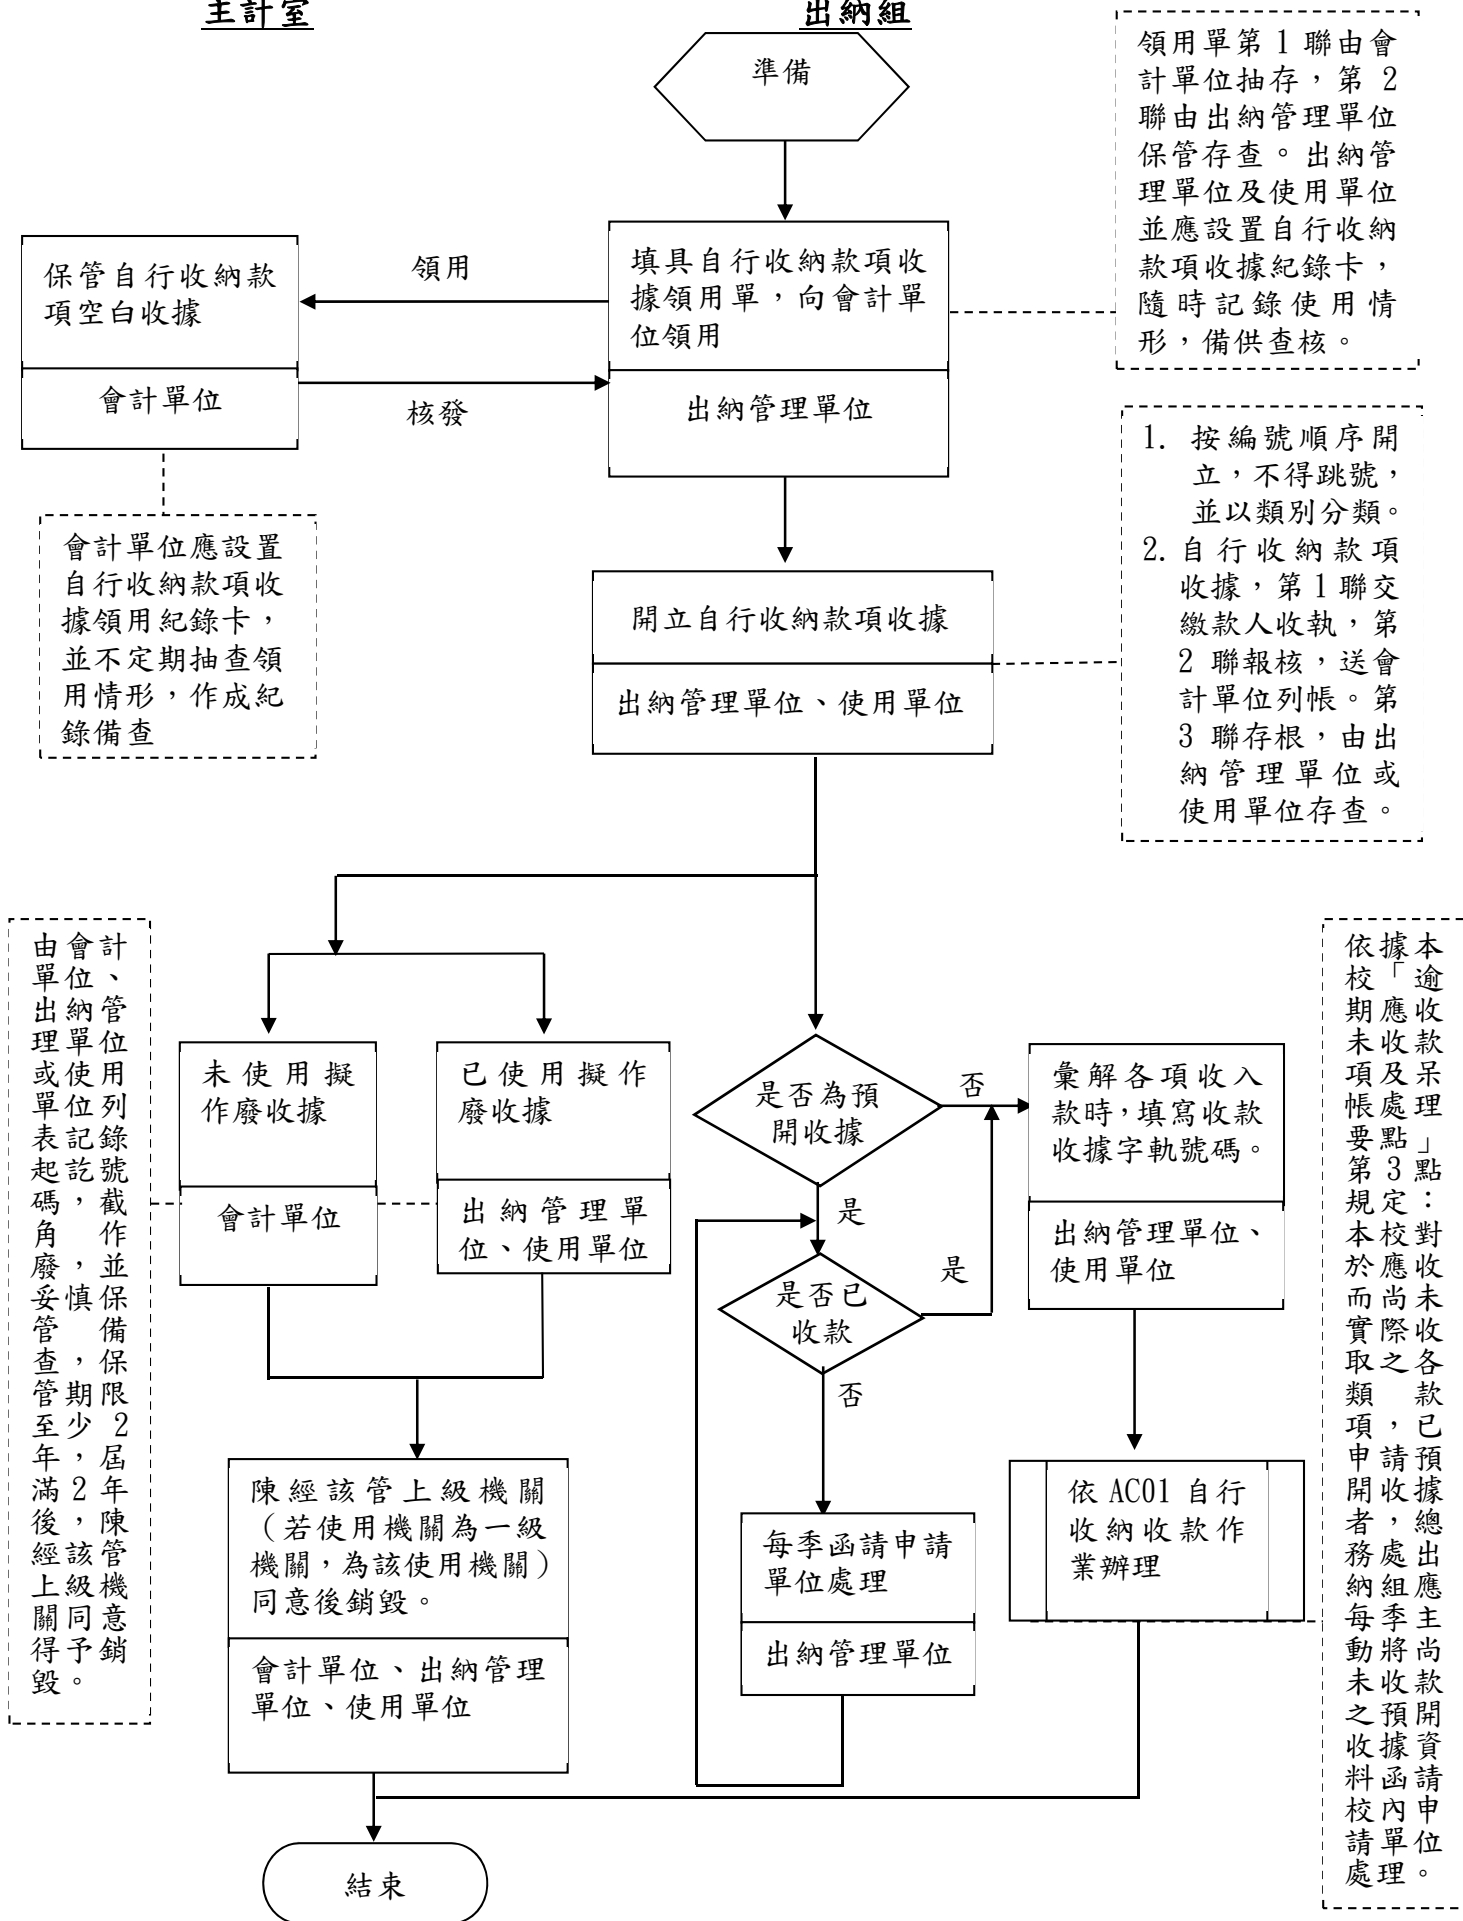 主計室
出納組
準備
領用單第 1 聯由會
計單位抽存，第 2
聯由出納管理單位
保管存查。出納管
理單位及使用單位
並應設置自行收納
款項收據紀錄卡，
隨時記錄使用情
形，備供查核。
保管自行收納款
項空白收據
會計單位
領用
核發
填具自行收納款項收
據領用單，向會計單
位領用
出納管理單位
會計單位應設置
自行收納款項收
據領用紀錄卡，
並不定期抽查領
用情形，作成紀
錄備查
1. 按編號順序開
立，不得跳號，
並以類別分類。
2. 自行收納款項
收據，第 1 聯交
繳款人收執，第
2 聯報核，送會
計單位列帳。第
3 聯存根，由出
納管理單位或
使用單位存查。
開立自行收納款項收據
出納管理單位、使用單位
由會計
單位、
出納管
理單位
或使用
單位列
表記錄
起訖號
碼，截
角作
廢，並
妥慎保
管備
查，保
管期限
至少 2
年，屆
滿 2 年
後，陳
經該管
上級機
關同意
得予銷
毀。
未使用擬
作廢收據
會計單位
已使用擬作
廢收據
出納管理單
位、使用單位
是否為預
開收據
否
是
是否已
收款
是
否
彙解各項收入
款時，填寫收款
收據字軌號碼。
出納管理單位、
使用單位
依據本
校「逾
期應收
未收款
項及呆
帳處理
要點」
第 3 點
規定：
本校對
於應收
而尚未
實際收
取之各
類款
項，已
申請預
開收據
者，總
務處出
納組應
每季主
動將尚
未收款
之預開
收據資
料函請
校內申
請單位
處理。
陳經該管上級機關
（若使用機關為一級
機關，為該使用機關）
同意後銷毀。
會計單位、出納管理
單位、使用單位
每季函請申請
單位處理
出納管理單位
依 AC01 自行
收納收款作
業辦理
結束